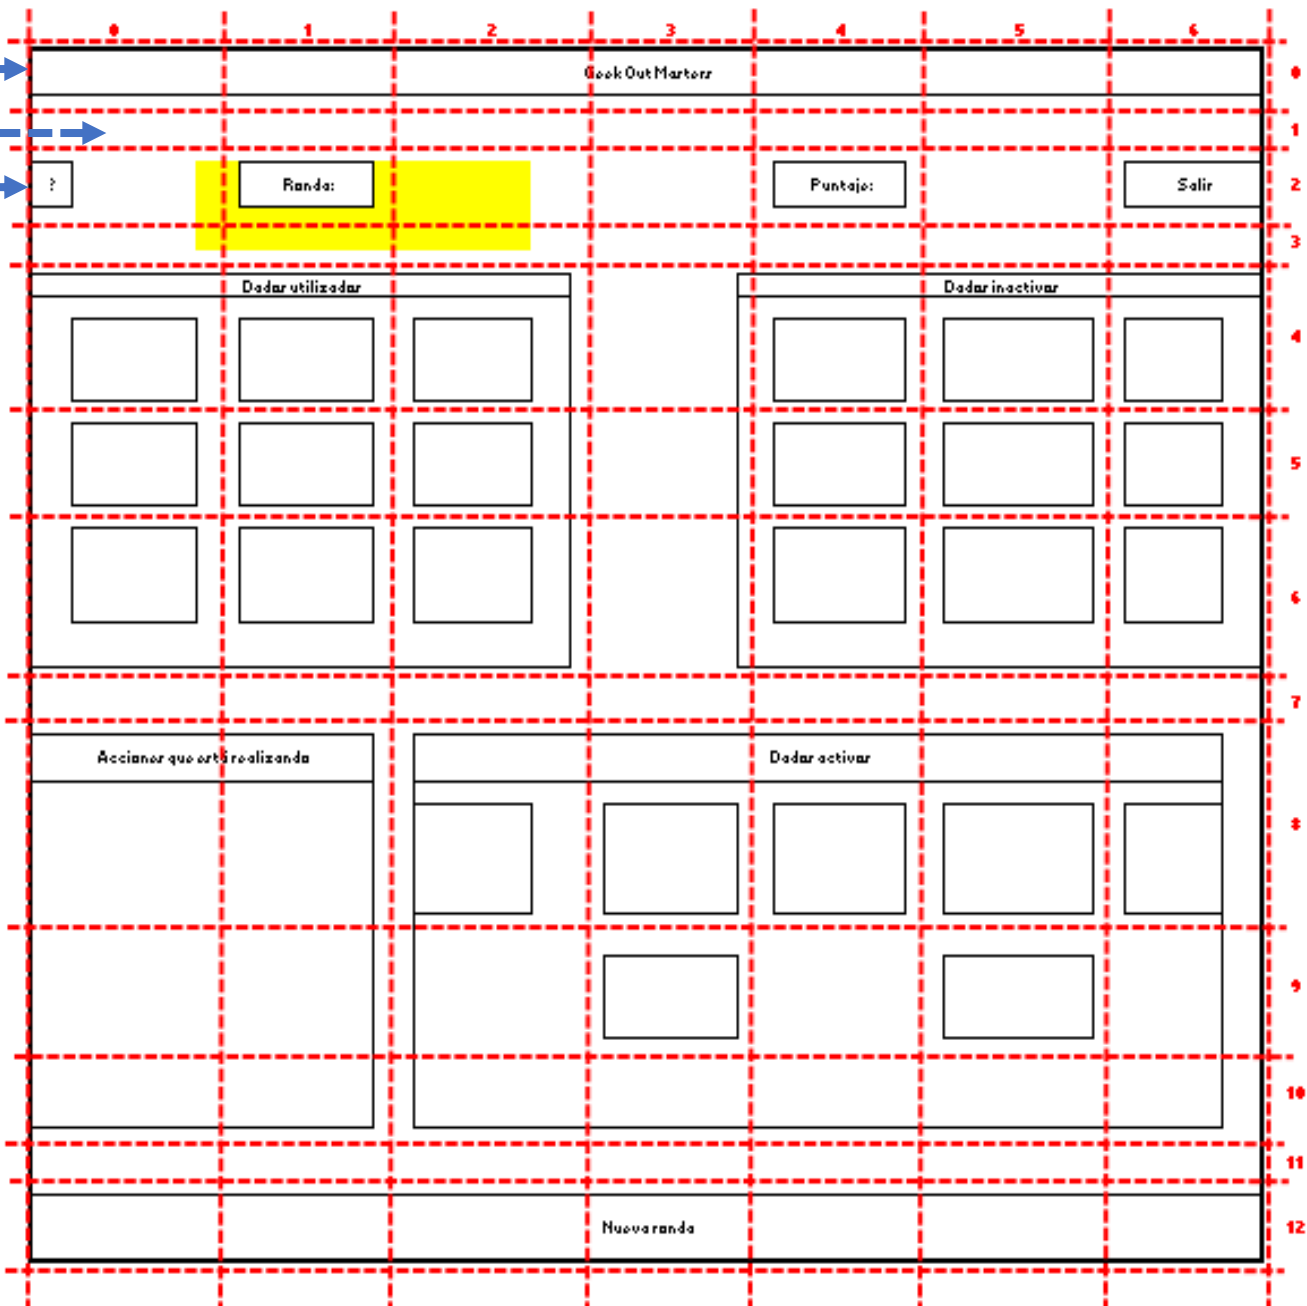 0 1 2 3 4 5 6
Geek Out Masters 0
1
? Ronda: Puntaje: Salir 2
3
Dados utilizados Dados inactivos
4
5
6
7
Acciones que está realizando Dados activos
8
9
10
11
Nueva ronda 12